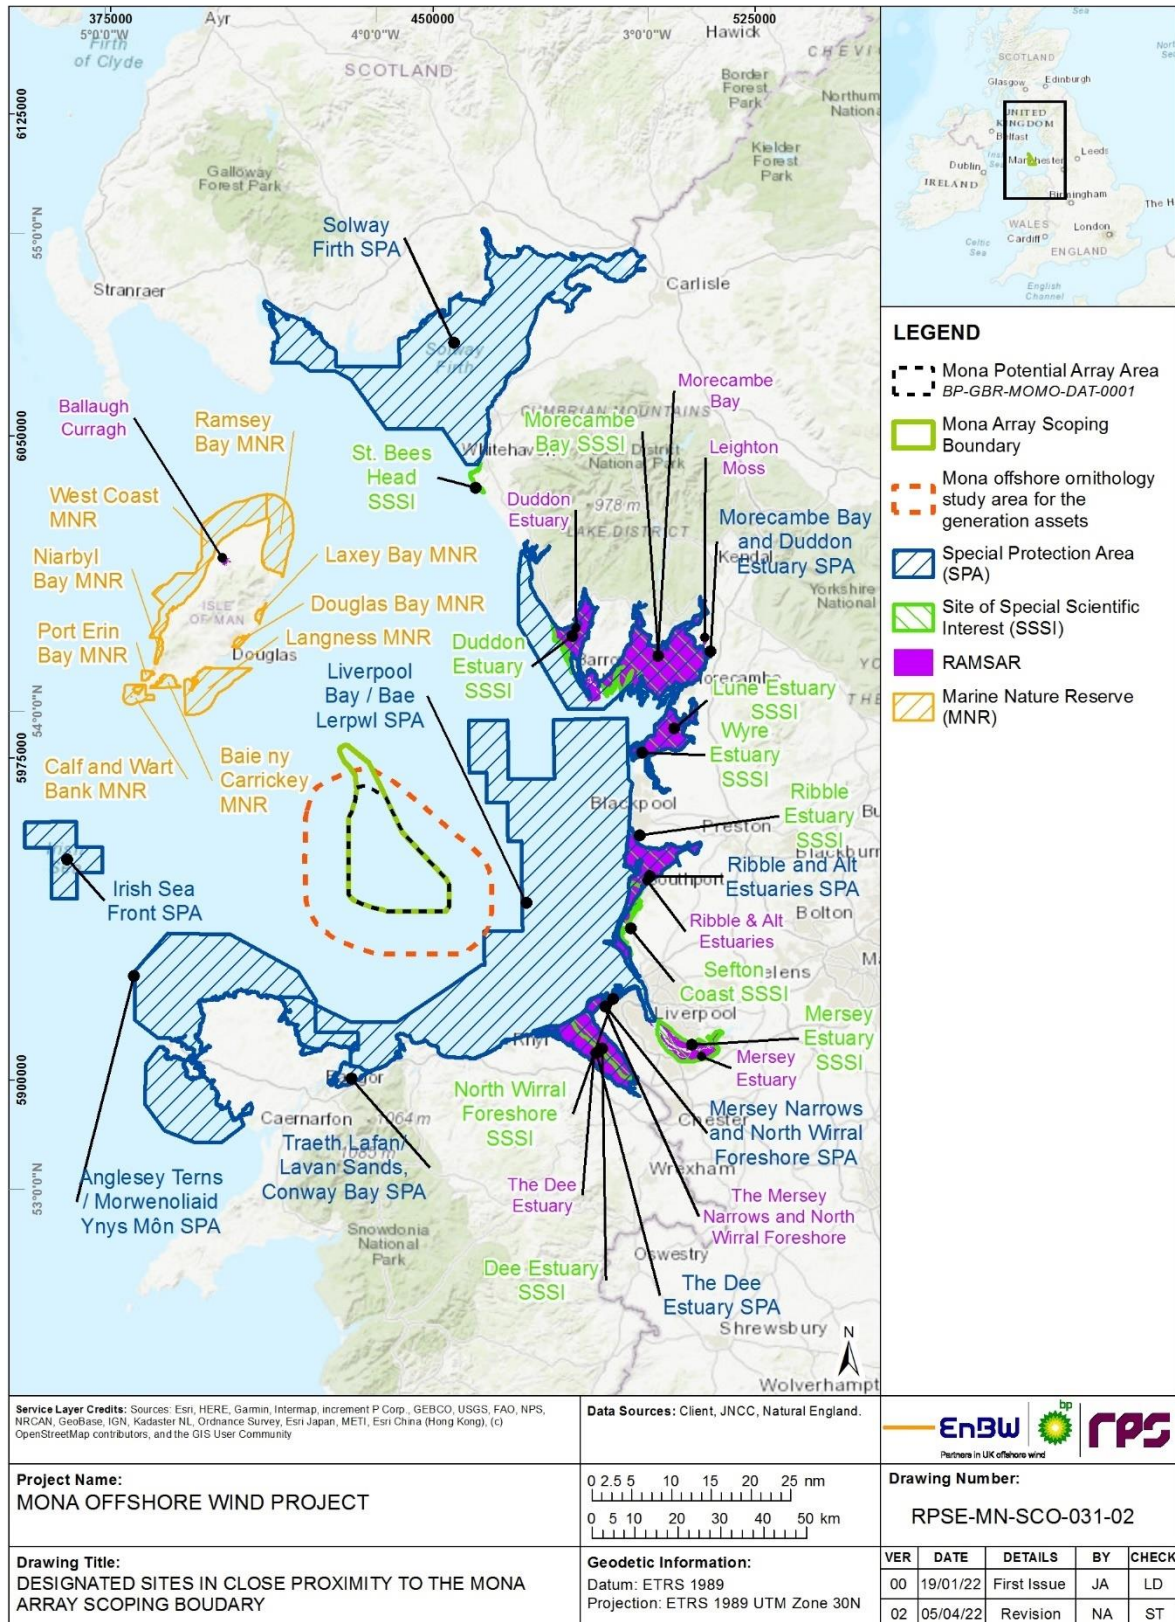 375000
450000
525000
5°0'0"W
4°0'0"W
3°0'0"W
6125000
6050000
5975000
5900000
55°0'0"N
54°0'0"N
53°0'0"N
Ayr
Hawick
Firth
of Clyde
SCOTLAND
CHEVI
Border
Forest
Park
Northum
National
Kielder
Forest
Park
Galloway
Forest Park
Solway
Firth SPA
Stranraer
Carlisle
Solway
Firth
Ballaugh
Curragh
Ramsey
Bay MNR
Morecambe
Bay
CUMBRIAN MOUNTAINS
Morecambe
Bay SSSI
St. Bees
Head
SSSI
Whitehaven
District
National Park
Leighton
Moss
West Coast
MNR
Duddon
Estuary
978 m
LAKE DISTRICT
Morecambe Bay
and Duddon
Estuary SPA
Kendal
Niarbyl
Bay MNR
Laxey Bay MNR
Yorkshire
National
ISLE
OF MAN
Douglas Bay MNR
Port Erin
Bay MNR
Langness MNR
Douglas
Duddon
Estuary
SSSI
Barro
Morecambe
Liverpool
Bay / Bae
Lerpwl SPA
Lune Estuary
SSSI
Wyre
Estuary
SSSI
Calf and Wart
Bank MNR
Baie ny
Carrickey
MNR
Ribble
Estuary
SSSI
Blackpool
Preston
Bu
Blackburn
Irish Sea
Front SPA
Southport
Ribble and Alt
Estuaries SPA
Bolton
Ribble & Alt
Estuaries
Sefton
Coast SSSI
elens
Ma
Liverpool
Mersey
Estuary
SSSI
Rhyl
Mersey
Estuary
Bangor
North Wirral
Foreshore
SSSI
Chester
Mersey Narrows
and North Wirral
Foreshore SPA
Caernarfon
1064 m
1085 m
Traeth Lafan/
Lavan Sands,
Conway Bay SPA
Wrexham
Anglesey Terns
/ Morwenoliaid
Ynys Môn SPA
The Dee
Estuary
The Mersey
Narrows and North
Wirral Foreshore
Snowdonia
National
Park
Oswestry
Dee Estuary
SSSI
The Dee
Estuary SPA
Shrewsbury
N
Wolverhampt
SCOTLAND
Glasgow
Edinburgh
UNITED
KINGDOM
Belfast
Dublin
Manchester
Leeds
IRELAND
Birmingham
The H
WALES
London
Cardiff
ENGLAND
Celtic
Sea
English
Channel
LEGEND
Mona Potential Array Area
BP-GBR-MOMO-DAT-0001
Mona Array Scoping
Boundary
Mona offshore ornithology
study area for the
generation assets
Special Protection Area
(SPA)
Site of Special Scientific
Interest (SSSI)
RAMSAR
Marine Nature Reserve
(MNR)
Service Layer Credits: Sources: Esri, HERE, Garmin, Intermap, increment P Corp., GEBCO, USGS, FAO, NPS,
NRCAN, GeoBase, IGN, Kadaster NL, Ordnance Survey, Esri Japan, METI, Esri China (Hong Kong), (c)
OpenStreetMap contributors, and the GIS User Community
Data Sources: Client, JNCC, Natural England.
EnBW bp rps
Partners in UK offshore wind
Project Name:
MONA OFFSHORE WIND PROJECT
0 2.5 5 10 15 20 25 nm
0 5 10 20 30 40 50 km
Drawing Number:
RPSE-MN-SCO-031-02
Drawing Title:
DESIGNATED SITES IN CLOSE PROXIMITY TO THE MONA
ARRAY SCOPING BOUDARY
Geodetic Information:
Datum: ETRS 1989
Projection: ETRS 1989 UTM Zone 30N
VER DATE DETAILS BY CHECK
00 19/01/22 First Issue JA LD
02 05/04/22 Revision NA ST